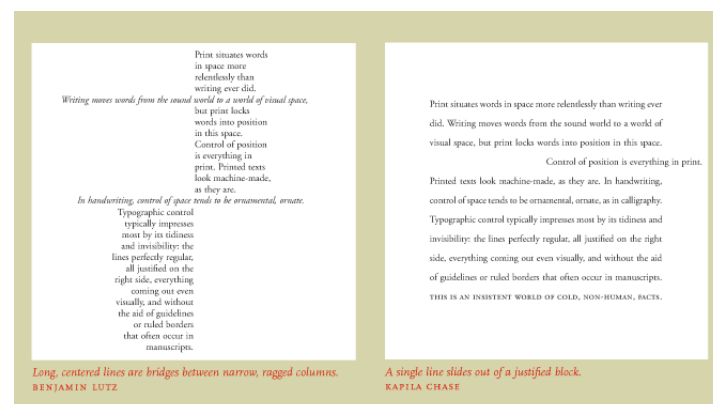 Print situates words
in space more
relentlessly than
writing ever did.
Writing moves words from the sound world to a world of visual space,
but print locks
words into position
in this space.
Control of position
is everything in
print. Printed texts
look machine-made,
as they are.
In handwriting, control of space tends to be ornamental, ornate.
Typographic control
typically impresses
most by its tidiness
and invisibility: the
lines perfectly regular,
all justified on the
right side, everything
coming out even
visually, and without
the aid of guidelines
or ruled borders
that often occur in
manuscripts.
Long, centered lines are bridges between narrow, ragged columns.
BENJAMIN LUTZ
Print situates words in space more relentlessly than writing ever
did. Writing moves words from the sound world to a world of
visual space, but print locks words into position in this space.
Control of position is everything in print.
Printed texts look machine-made, as they are. In handwriting,
control of space tends to be ornamental, ornate, as in calligraphy.
Typographic control typically impresses most by its tidiness and
invisibility: the lines perfectly regular, all justified on the right
side, everything coming out even visually, and without the aid
of guidelines or ruled borders that often occur in manuscripts.
THIS IS AN INSISTENT WORLD OF COLD, NON-HUMAN, FACTS.
A single line slides out of a justified block.
KAPILA CHASE